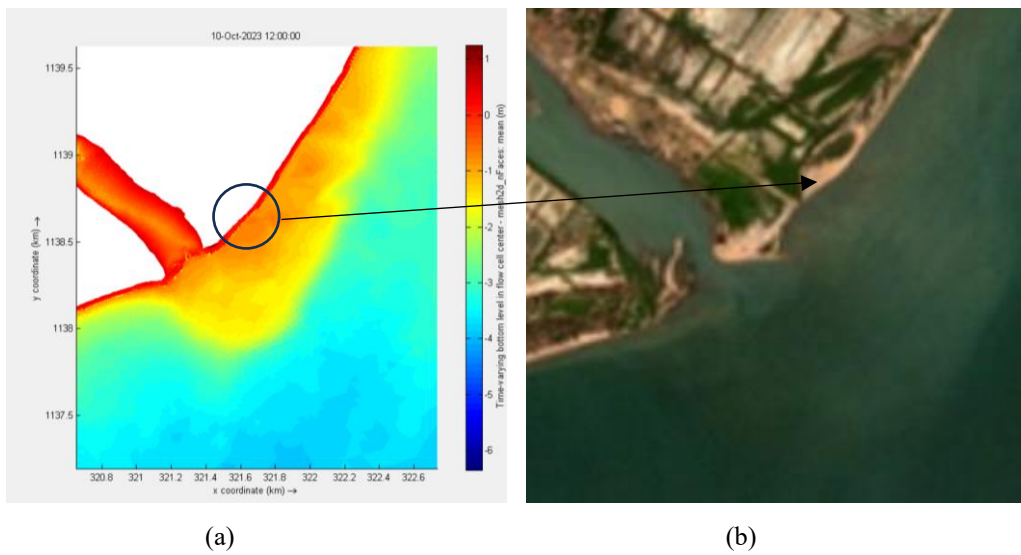 10-Oct-2023 12:00:00
1139.5
1139
1138.5
1138
1137.5
y coordinate (km) →
320.8 321 321.2 321.4 321.6 321.8 322 322.2 322.4 322.6
x coordinate (km) →
1
0
-1
-2
-3
-4
-5
-6
Time-varying bottom level in flow cell center - mesh2d_nFaces: mean (m)
(a)
(b)